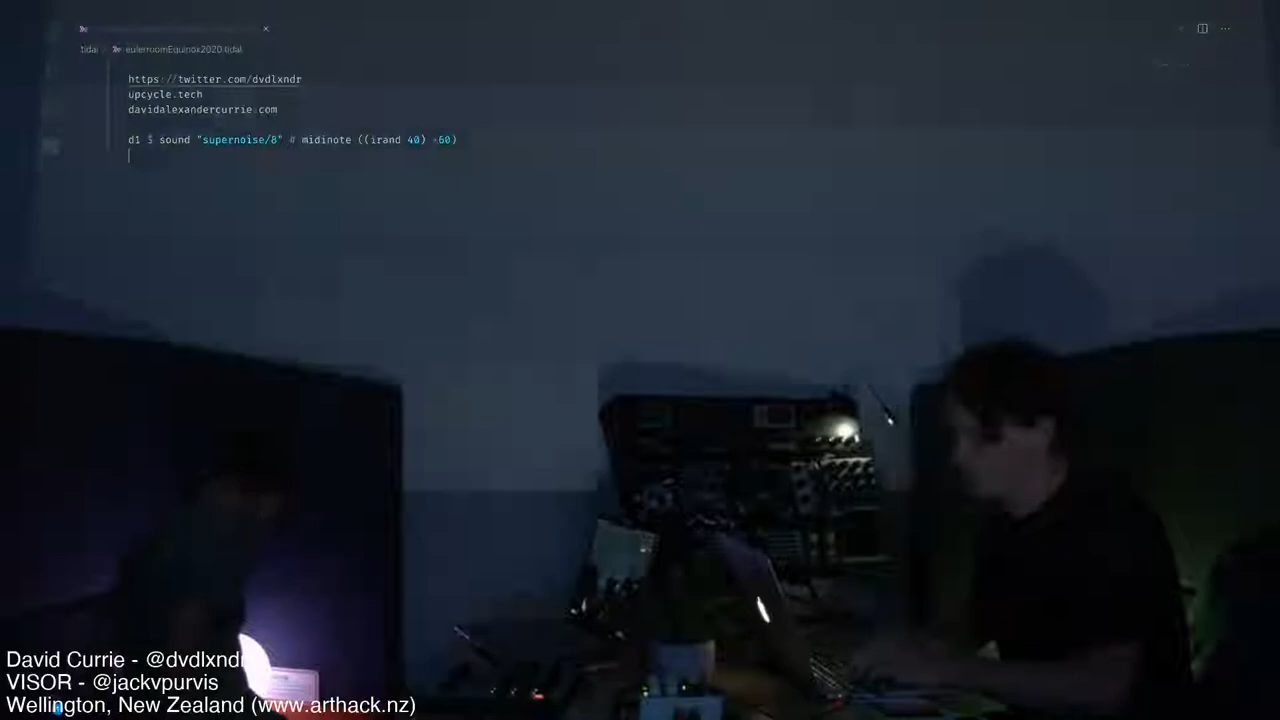 tidal eulerroomEquinox2020.tidal
https://twitter.com/dvdlxndr
upcycle.tech
davidalexandercurrie.com
d1 $ sound "supernoise/8" # midinote ((irand 40) +60)
David Currie - @dvdlxndr
VISOR - @jackvpurvis
Wellington, New Zealand (www.arthack.nz)